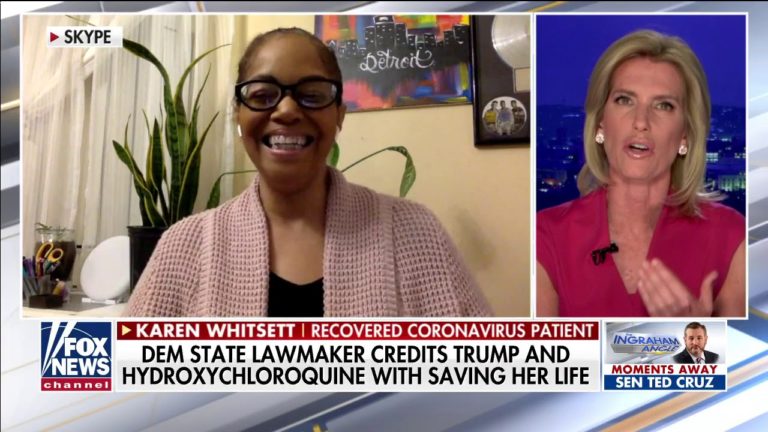 SKYPE
Detroit
KAREN WHITSETT | RECOVERED CORONAVIRUS PATIENT
DEM STATE LAWMAKER CREDITS TRUMP AND
HYDROXYCHLOROQUINE WITH SAVING HER LIFE
FOX
NEWS
channel
THE
INGRAHAM
ANGLE
MOMENTS AWAY
SEN TED CRUZ